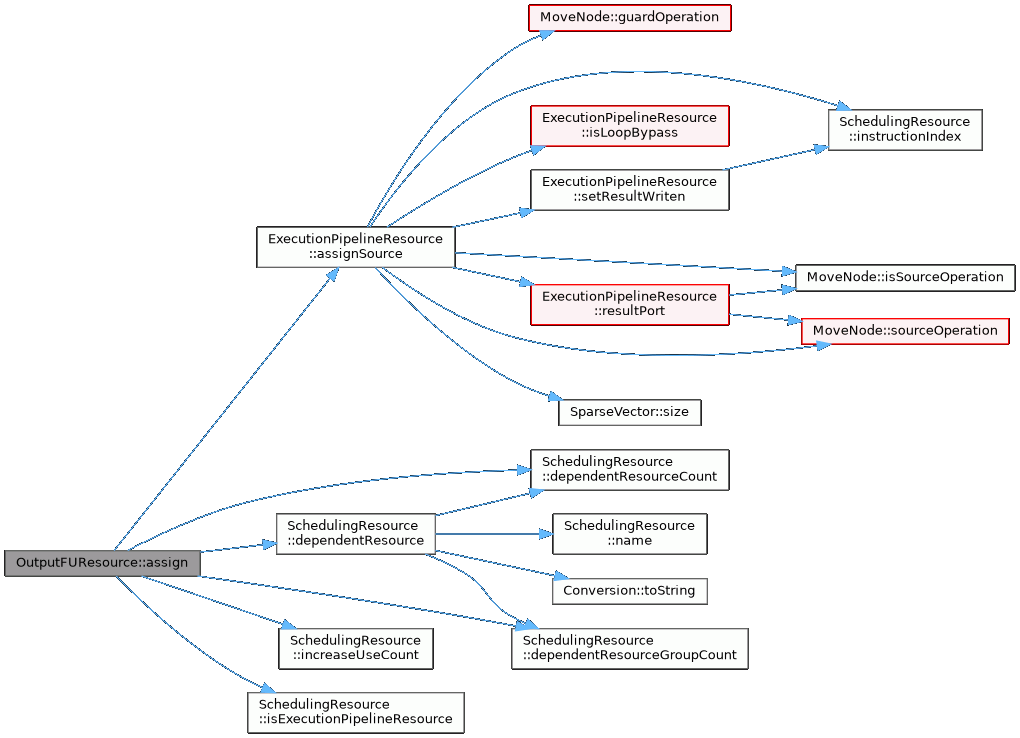 MoveNode::guardOperation
SchedulingResource
::instructionIndex
ExecutionPipelineResource
::isLoopBypass
ExecutionPipelineResource
::setResultWriten
ExecutionPipelineResource
::assignSource
MoveNode::isSourceOperation
ExecutionPipelineResource
::resultPort
MoveNode::sourceOperation
SparseVector::size
SchedulingResource
::dependentResourceCount
SchedulingResource
::dependentResource
SchedulingResource
::name
OutputFUResource::assign
Conversion::toString
SchedulingResource
::increaseUseCount
SchedulingResource
::dependentResourceGroupCount
SchedulingResource
::isExecutionPipelineResource